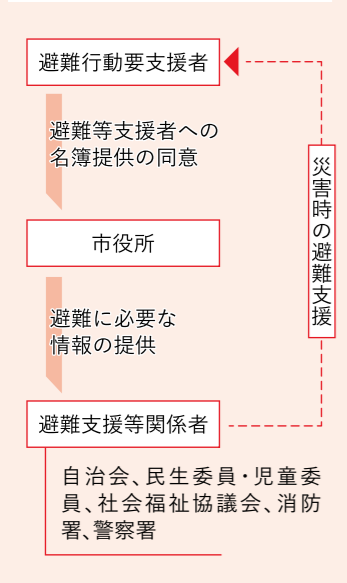 避難行動要支援者
避難等支援者への
名簿提供の同意
市役所
避難に必要な
情報の提供
避難支援等関係者
自治会、民生委員・児童委
員、社会福祉協議会、消防
署、警察署
災害時の避難支援